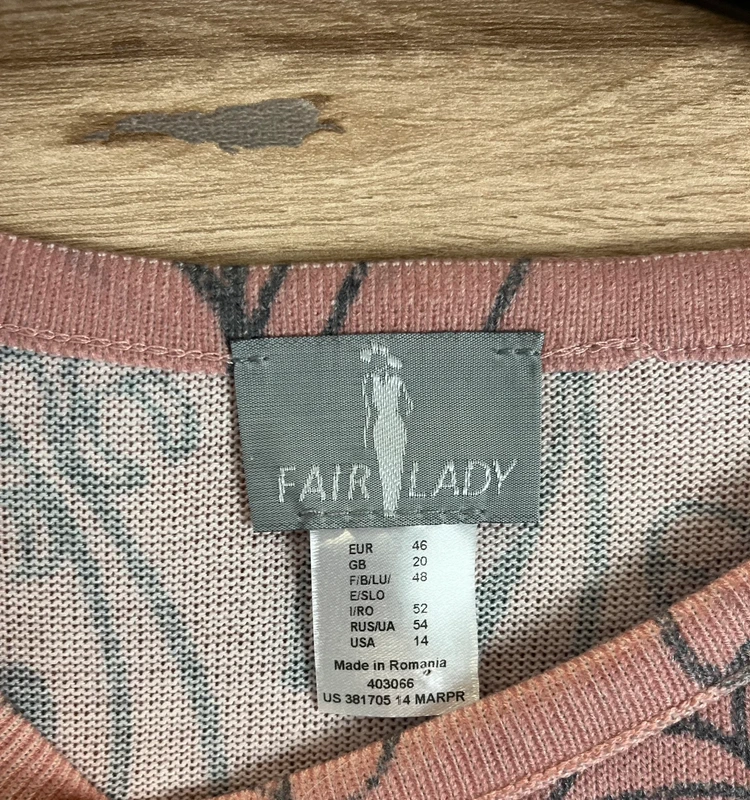 FAIR LADY
EUR 46
GB 20
F/B/LU/ 48
E/SLO
I/RO 52
RUS/UA 54
USA 14
Made in Romania
403066
US 381705 14 MARPR